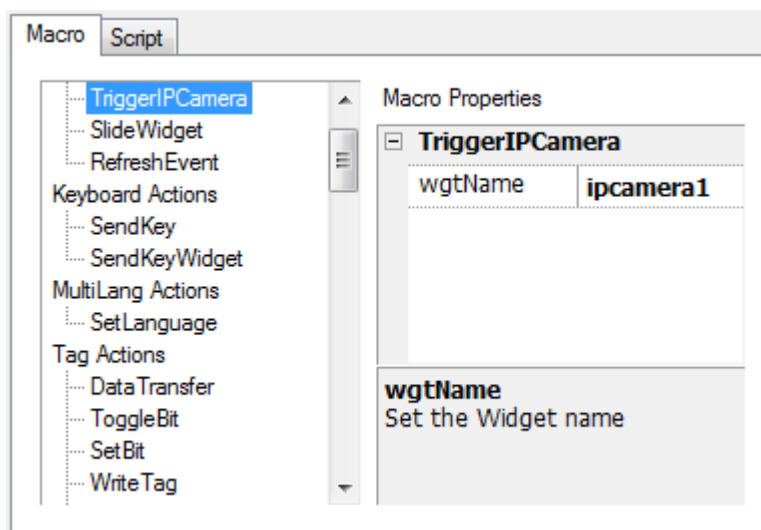 Macro Script
TriggerIPCamera
SlideWidget
RefreshEvent
Keyboard Actions
SendKey
SendKeyWidget
MultiLang Actions
SetLanguage
Tag Actions
DataTransfer
ToggleBit
SetBit
WriteTag
Macro Properties
TriggerIPCamera
wgtName ipcamera1
wgtName
Set the Widget name